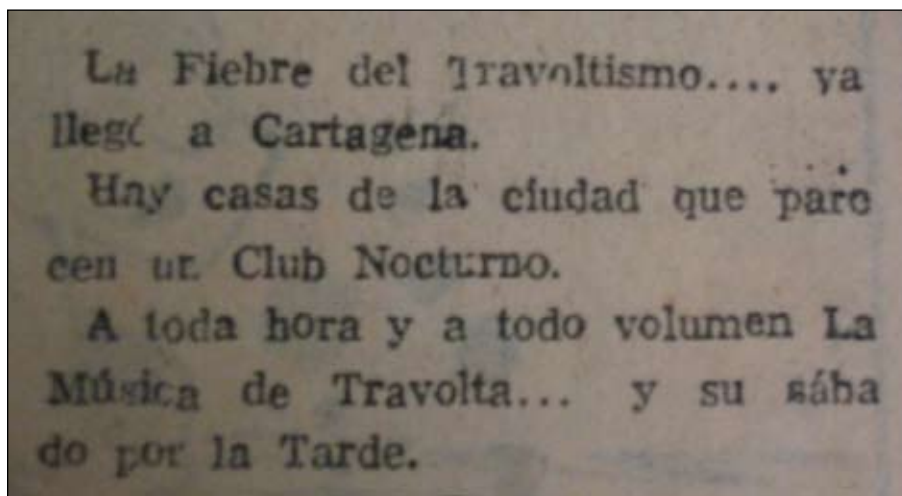 La Fiebre del Travoltismo.... ya
llegó a Cartagena.
Hay casas de la ciudad que pare
cen un Club Nocturno.
A toda hora y a todo volumen La
Música de Travolta... y su sába
do por la Tarde.